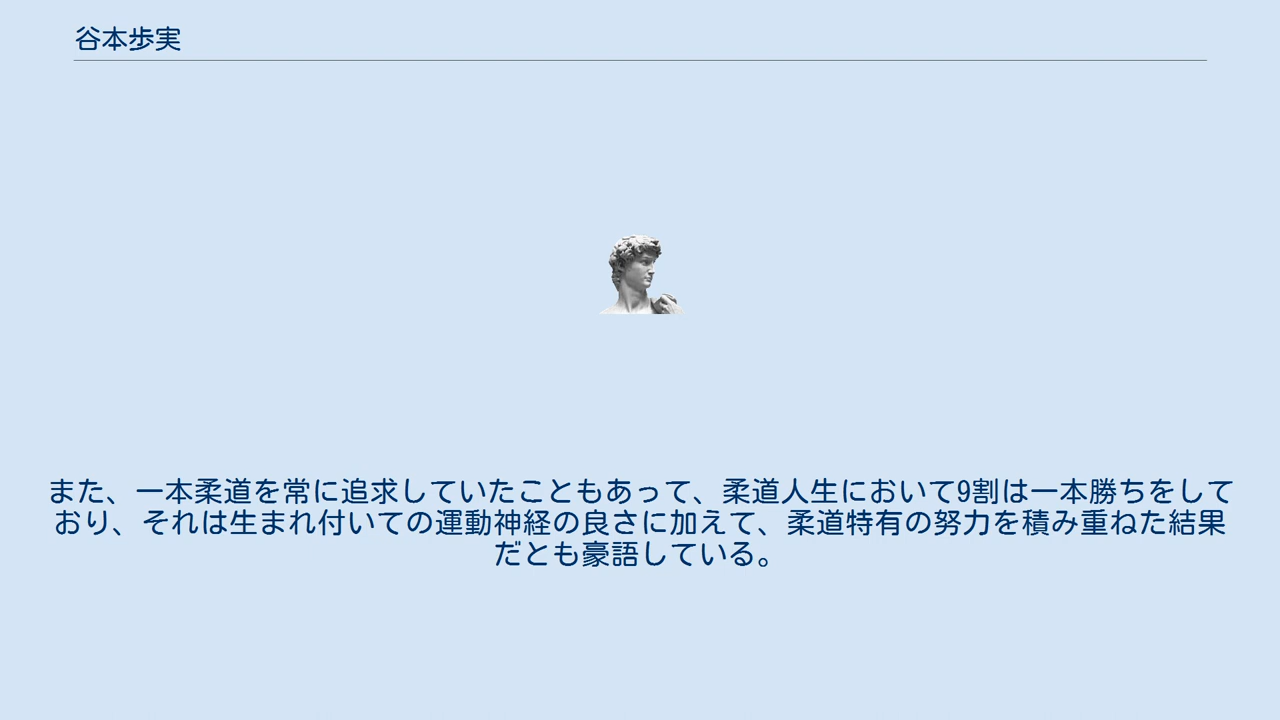 谷本歩実
また、一本柔道を常に追求していたこともあって、柔道人生において9割は一本勝ちをして
おり、それは生まれ付いての運動神経の良さに加えて、柔道特有の努力を積み重ねた結果
だとも豪語している。